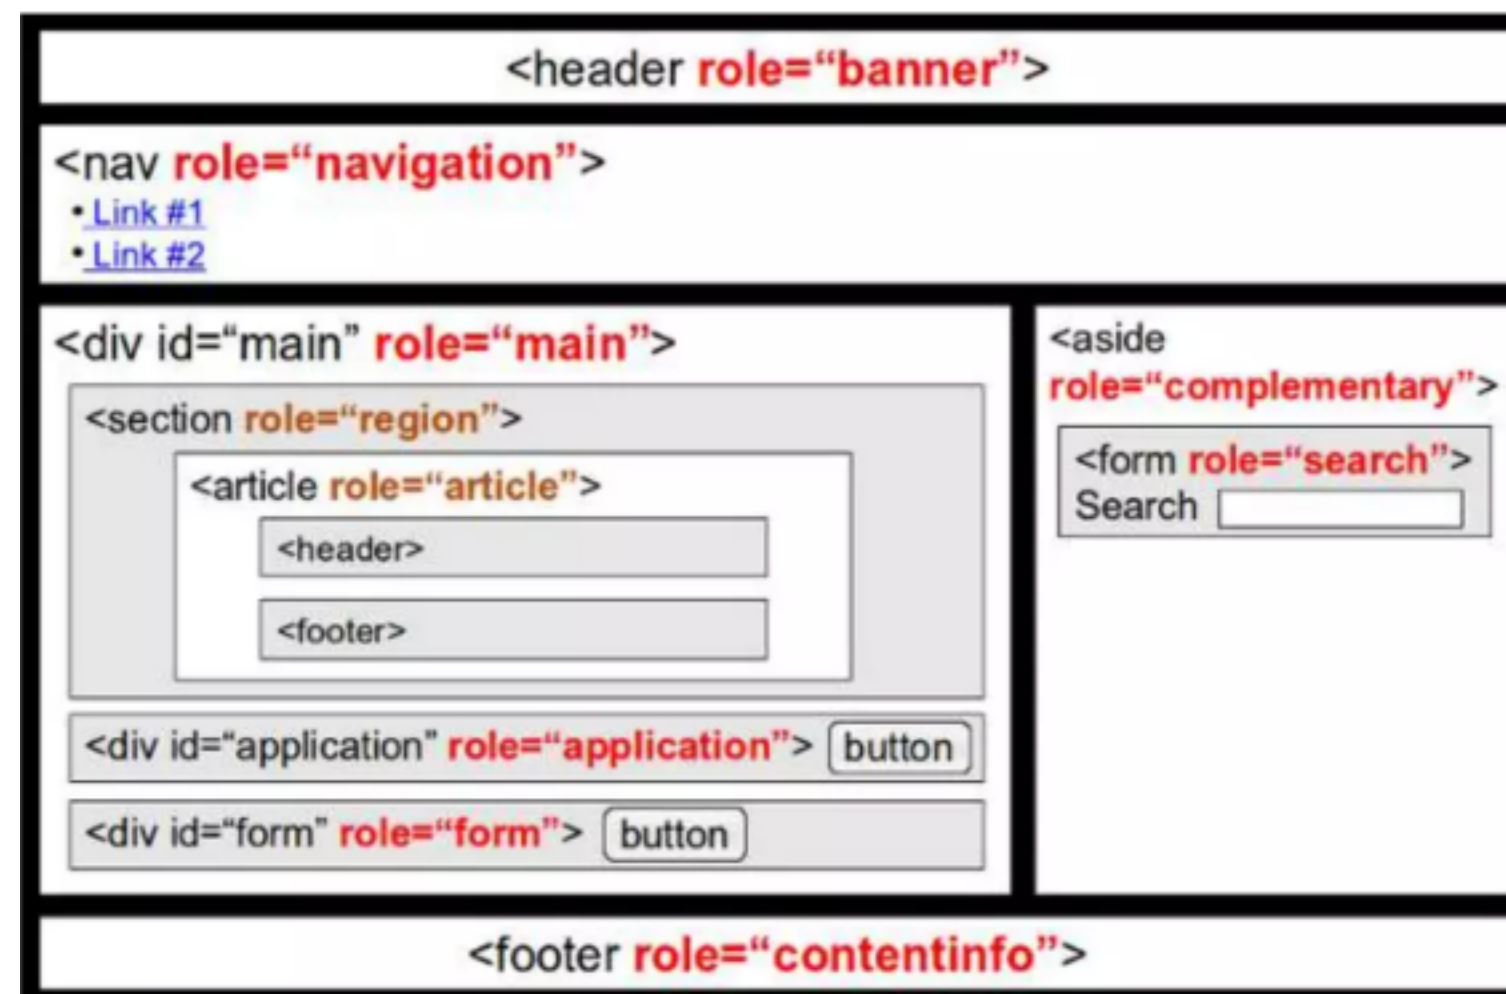 <header role=“banner”>
<nav role=“navigation”>
• Link #1
• Link #2
<div id=“main” role=“main”>
<section role=“region”>
<article role=“article”>
<header>
<footer>
<div id=“application” role=“application”> button
<div id=“form” role=“form”> button
<aside
role=“complementary”>
<form role=“search”>
Search
<footer role=“contentinfo”>